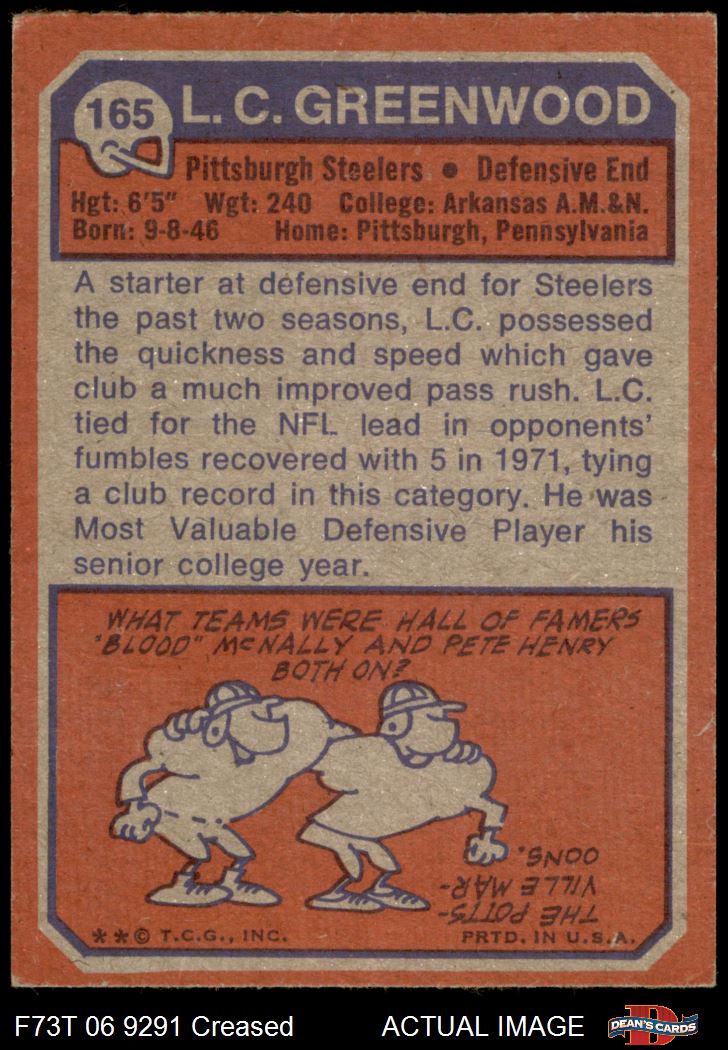 165
L. C. GREENWOOD
Pittsburgh Steelers • Defensive End
Hgt: 6'5" Wgt: 240 College: Arkansas A.M.&N.
Born: 9-8-46 Home: Pittsburgh, Pennsylvania
A starter at defensive end for Steelers
the past two seasons, L.C. possessed
the quickness and speed which gave
club a much improved pass rush. L.C.
tied for the NFL lead in opponents'
fumbles recovered with 5 in 1971, tying
a club record in this category. He was
Most Valuable Defensive Player his
senior college year.
WHAT TEAMS WERE HALL OF FAMERS
"BLOOD" McNALLY AND PETE HENRY
BOTH ON?
THE POTTS-
VILLE MAR-
OONS.
**© T.C.G., INC.
PRTD. IN U.S.A.
F73T 06 9291 Creased
ACTUAL IMAGE
D
DEAN'S CARDS